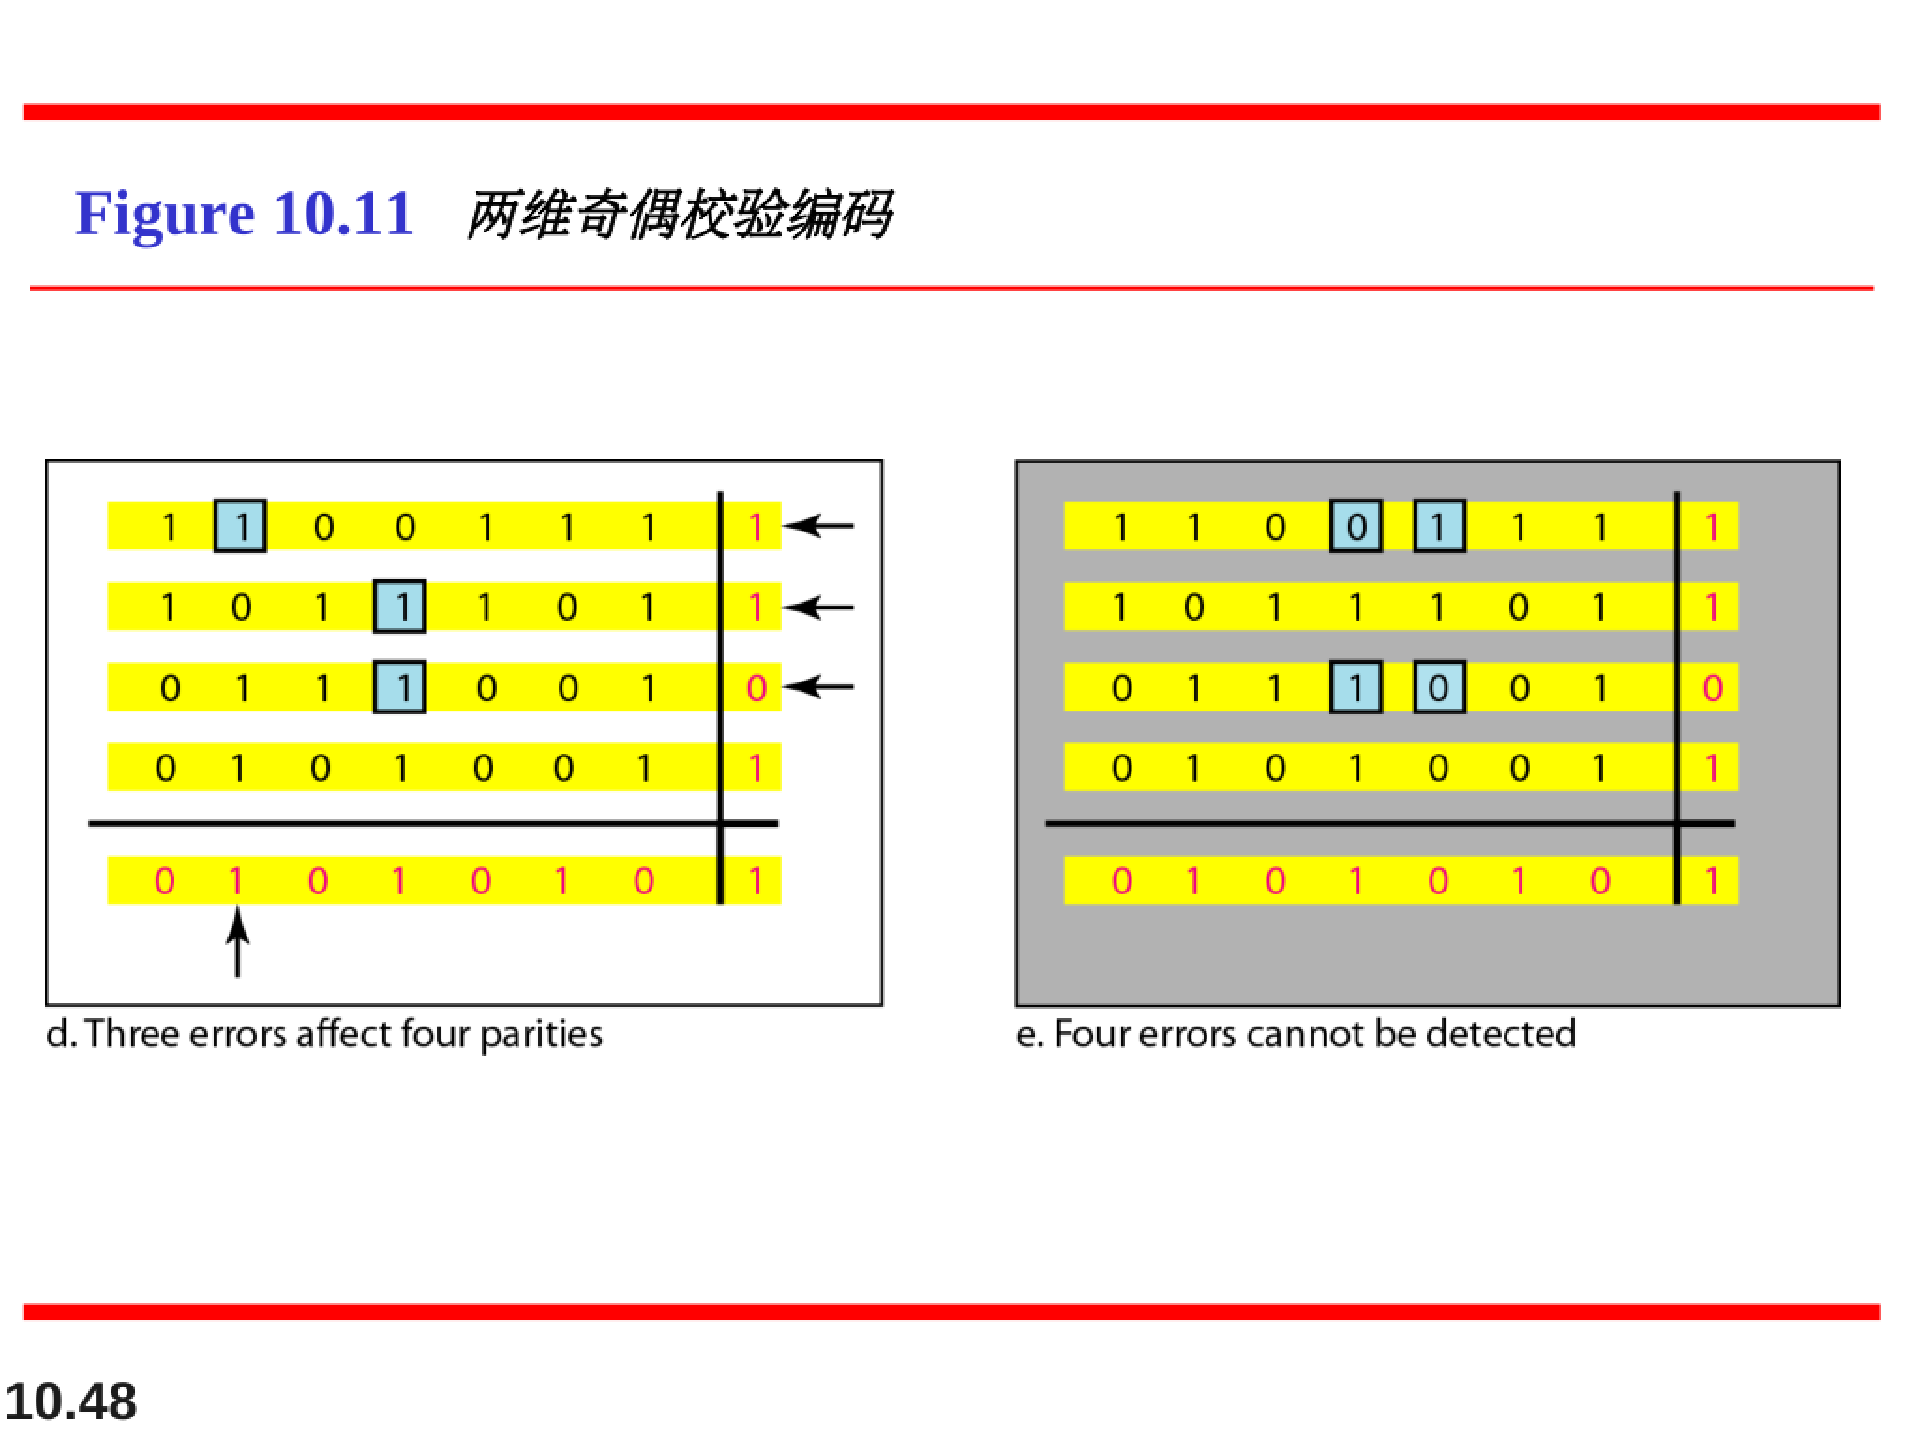 Figure 10.11 两维奇偶校验编码
1 1 0 0 1 1 1 1
1 0 1 1 1 0 1 1
0 1 1 1 0 0 1 0
0 1 0 1 0 0 1 1
0 1 0 1 0 1 0 1
d. Three errors affect four parities
1 1 0 0 1 1 1 1
1 0 1 1 1 0 1 1
0 1 1 1 0 0 1 0
0 1 0 1 0 0 1 1
0 1 0 1 0 1 0 1
e. Four errors cannot be detected
10.48